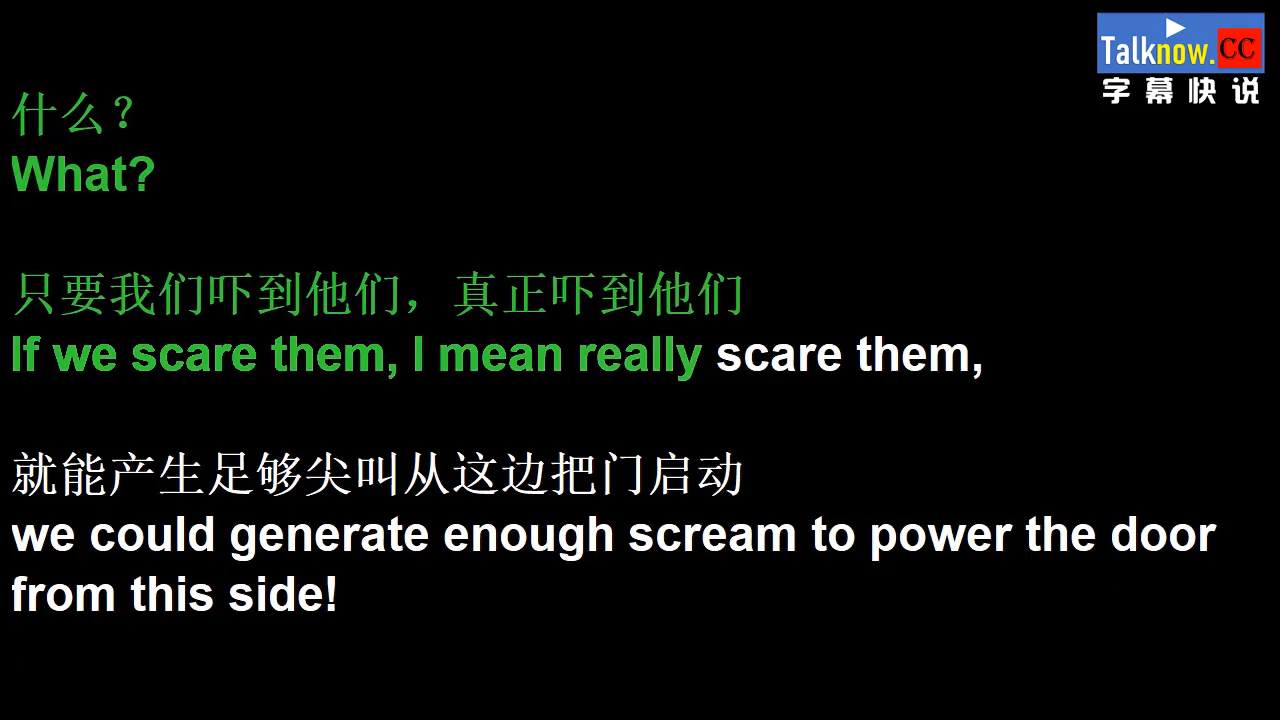 Talknow.CC
字幕快说
什么？
What?
只要我们吓到他们，真正吓到他们
If we scare them, I mean really scare them,
就能产生足够尖叫从这边把门启动
we could generate enough scream to power the door
from this side!